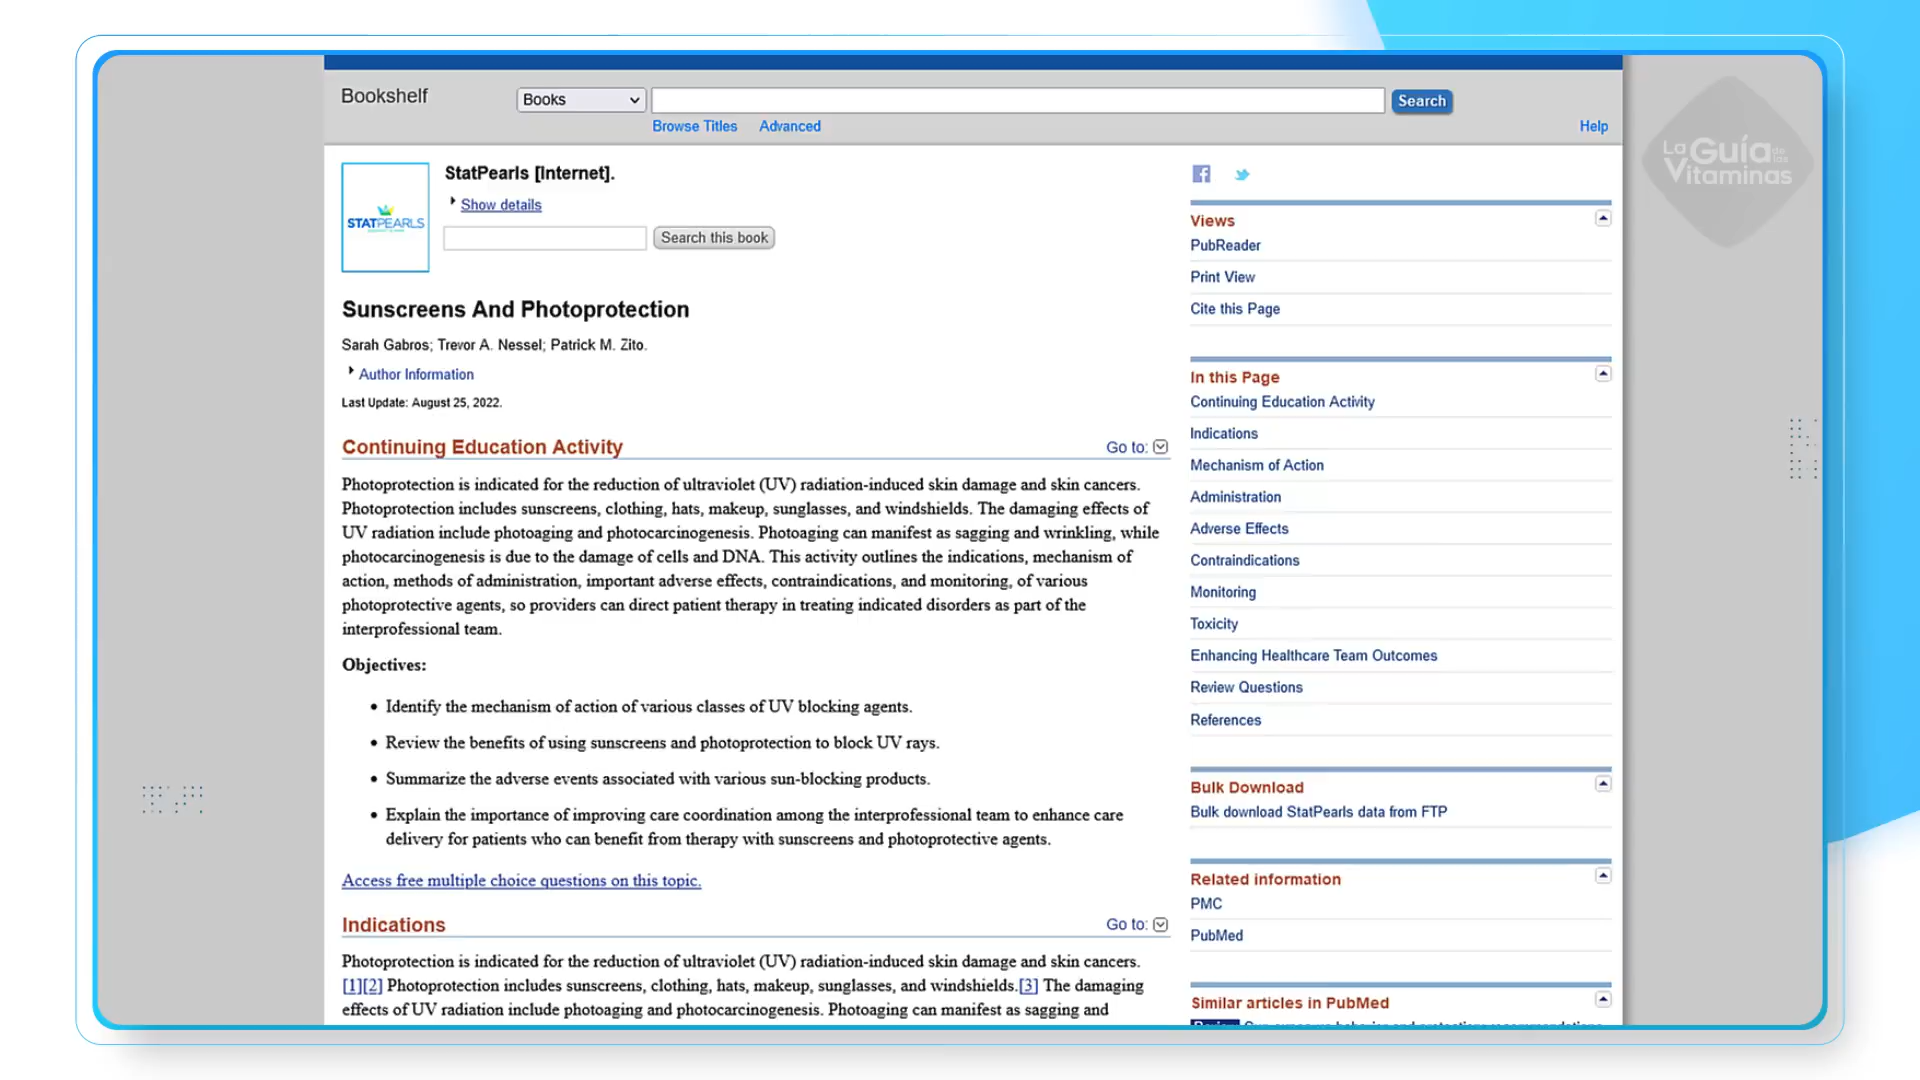 Bookshelf
Books
Search
Browse Titles
Advanced
Help
La Guía de las
Vitaminas
STATPEARLS
StatPearls [Internet].
Show details
Search this book
Sunscreens And Photoprotection
Sarah Gabros; Trevor A. Nessel; Patrick M. Zito.
Author Information
Last Update: August 25, 2022.
Continuing Education Activity
Go to:
Photoprotection is indicated for the reduction of ultraviolet (UV) radiation-induced skin damage and skin cancers.
Photoprotection includes sunscreens, clothing, hats, makeup, sunglasses, and windshields. The damaging effects of
UV radiation include photoaging and photocarcinogenesis. Photoaging can manifest as sagging and wrinkling, while
photocarcinogenesis is due to the damage of cells and DNA. This activity outlines the indications, mechanism of
action, methods of administration, important adverse effects, contraindications, and monitoring, of various
photoprotective agents, so providers can direct patient therapy in treating indicated disorders as part of the
interprofessional team.
Objectives:
• Identify the mechanism of action of various classes of UV blocking agents.
• Review the benefits of using sunscreens and photoprotection to block UV rays.
• Summarize the adverse events associated with various sun-blocking products.
• Explain the importance of improving care coordination among the interprofessional team to enhance care
delivery for patients who can benefit from therapy with sunscreens and photoprotective agents.
Access free multiple choice questions on this topic.
Indications
Go to:
Photoprotection is indicated for the reduction of ultraviolet (UV) radiation-induced skin damage and skin cancers.
[1][2] Photoprotection includes sunscreens, clothing, hats, makeup, sunglasses, and windshields.[3] The damaging
effects of UV radiation include photoaging and photocarcinogenesis. Photoaging can manifest as sagging and
Views
PubReader
Print View
Cite this Page
In this Page
Continuing Education Activity
Indications
Mechanism of Action
Administration
Adverse Effects
Contraindications
Monitoring
Toxicity
Enhancing Healthcare Team Outcomes
Review Questions
References
Bulk Download
Bulk download StatPearls data from FTP
Related information
PMC
PubMed
Similar articles in PubMed